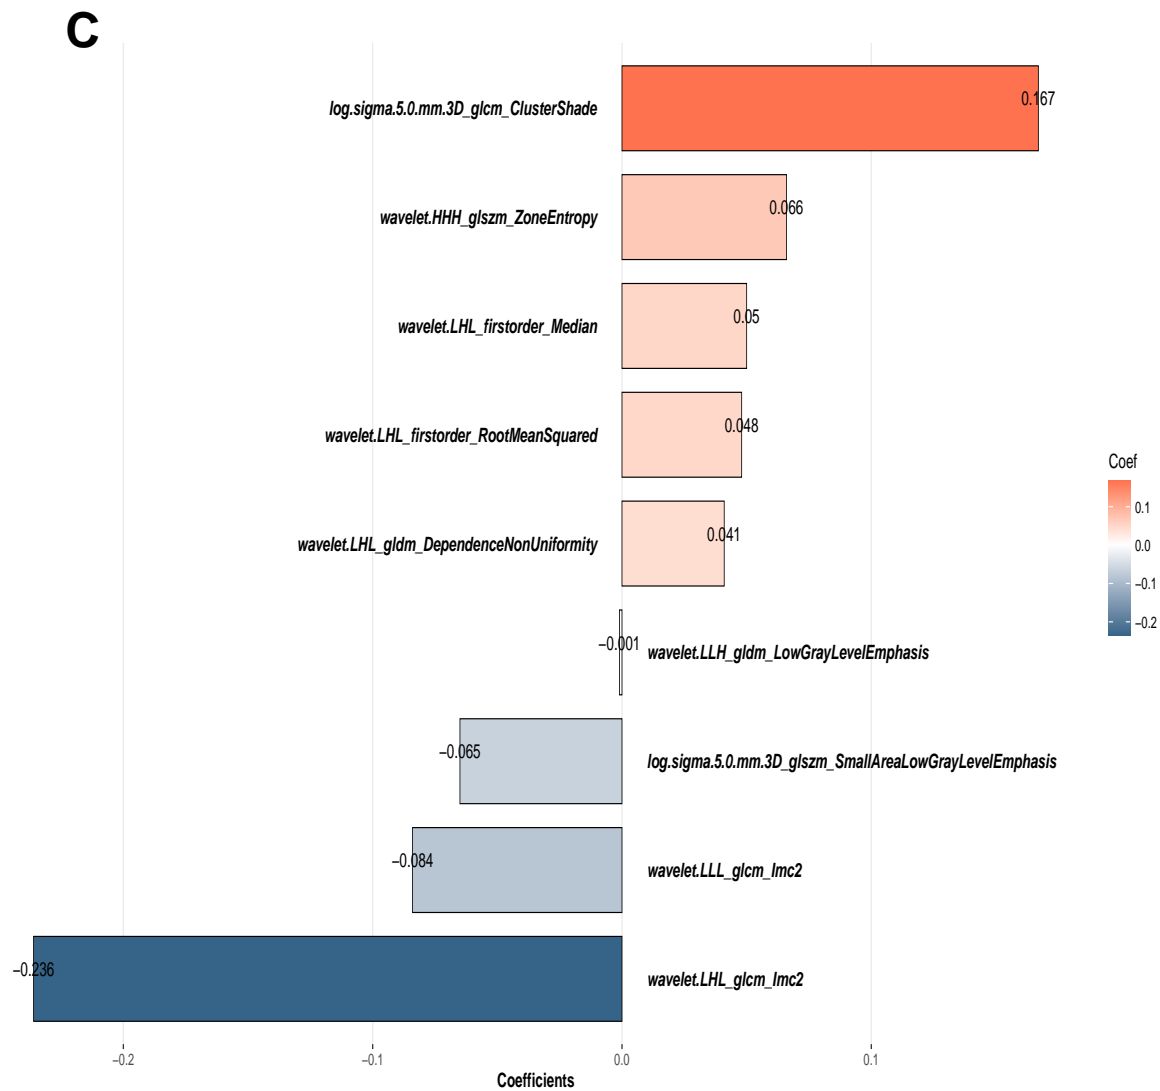 C
log.sigma.5.0.mm.3D_glcm_ClusterShade
0.167
wavelet.HHH_glszm_ZoneEntropy
0.066
wavelet.LHL_firstorder_Median
0.05
wavelet.LHL_firstorder_RootMeanSquared
0.048
wavelet.LHL_gldm_DependenceNonUniformity
0.041
−0.001
wavelet.LLH_gldm_LowGrayLevelEmphasis
−0.065
log.sigma.5.0.mm.3D_glszm_SmallAreaLowGrayLevelEmphasis
−0.084
wavelet.LLL_glcm_Imc2
−0.236
wavelet.LHL_glcm_Imc2
−0.2
−0.1
0.0
0.1
Coefficients
Coef
0.1
0.0
−0.1
−0.2